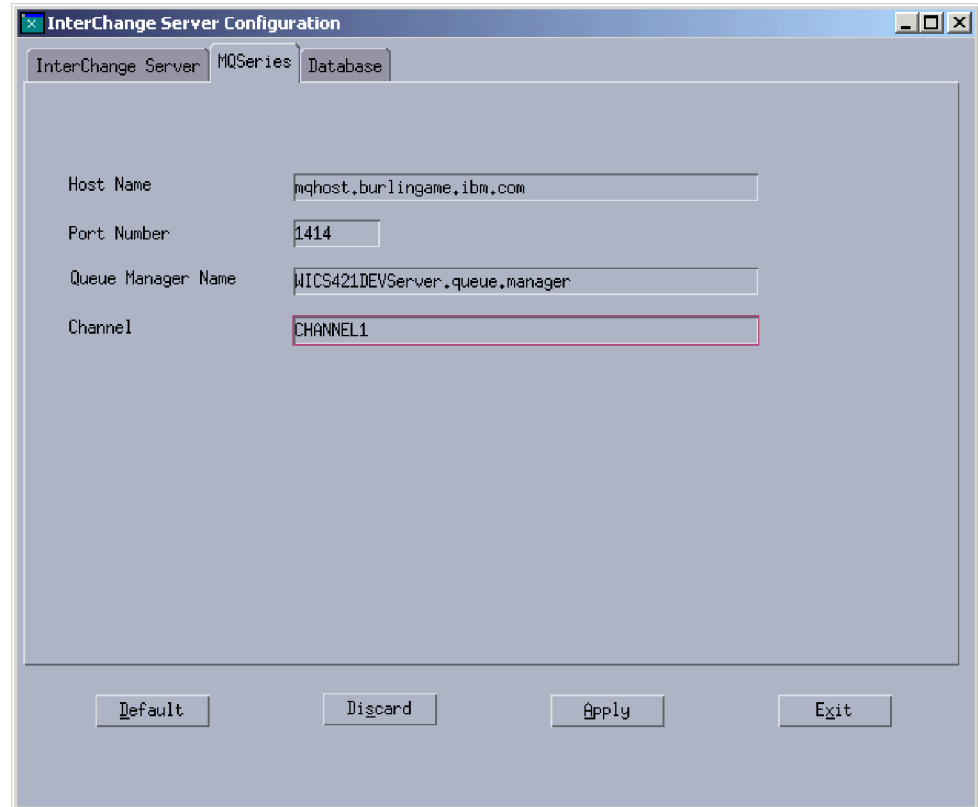 InterChange Server Configuration
InterChange Server MQSeries Database
Host Name mqhost.burlingame.ibm.com
Port Number 1414
Queue Manager Name WICS421DEVServer.queue.manager
Channel CHANNEL1
Default Discard Apply Exit